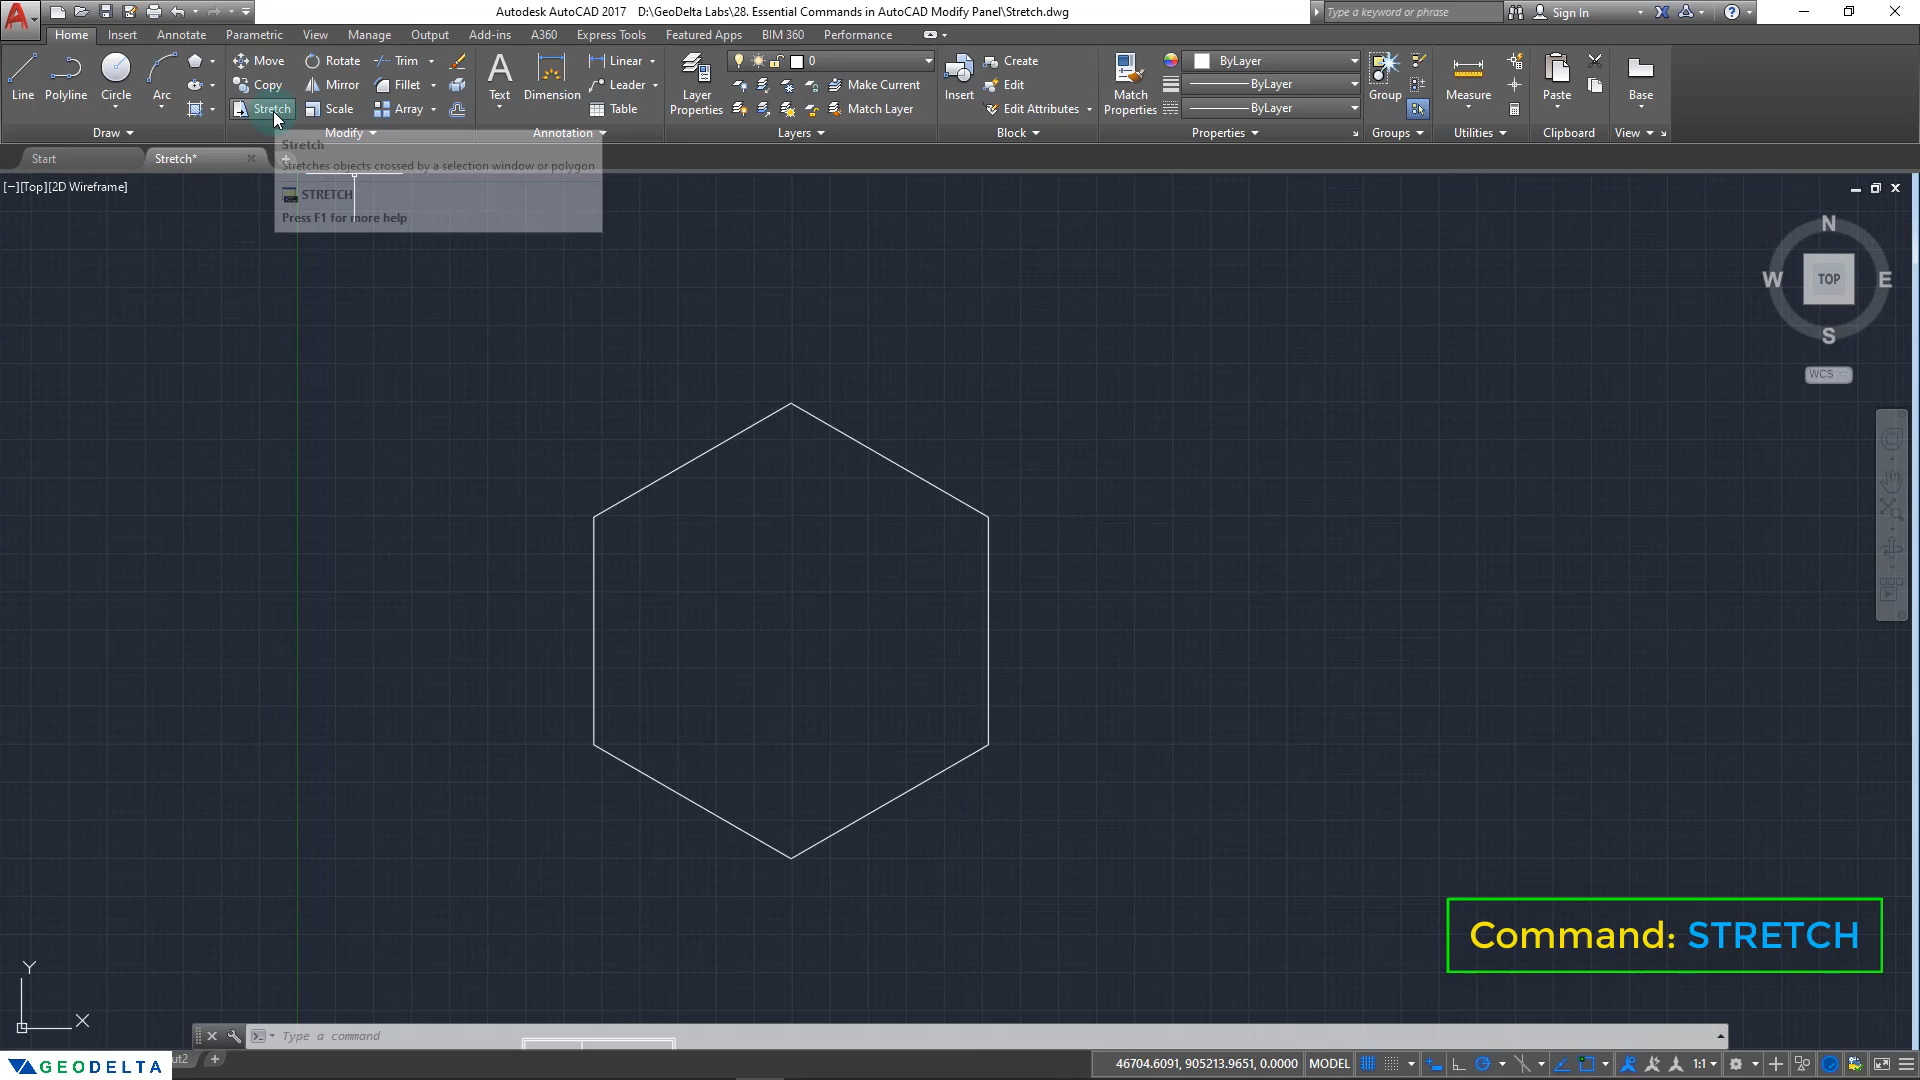 Autodesk AutoCAD 2017 D:\GeoDelta Labs\28. Essential Commands in AutoCAD Modify Panel\Stretch.dwg
Type a keyword or phrase
Sign In
Home Insert Annotate Parametric View Manage Output Add-ins A360 Express Tools Featured Apps BIM 360 Performance
Line Polyline Circle Arc
Move Rotate Trim
Copy Mirror Fillet
Stretch Scale Array
Text Dimension
Linear
Leader
Table
Layer Properties
0
Make Current
Match Layer
Insert
Create
Edit
Edit Attributes
Match Properties
ByLayer
ByLayer
ByLayer
Group
Measure
Paste
Base
Draw Modify Annotation Layers Block Properties Groups Utilities Clipboard View
Start Stretch*
Stretch
Stretches objects crossed by a selection window or polygon
STRETCH
Press F1 for more help
[−][Top][2D Wireframe]
N
W TOP E
S
WCS
Command: STRETCH
Y
X
Type a command
GEODELTA
ut2
46704.6091, 905213.9651, 0.0000 MODEL 1:1